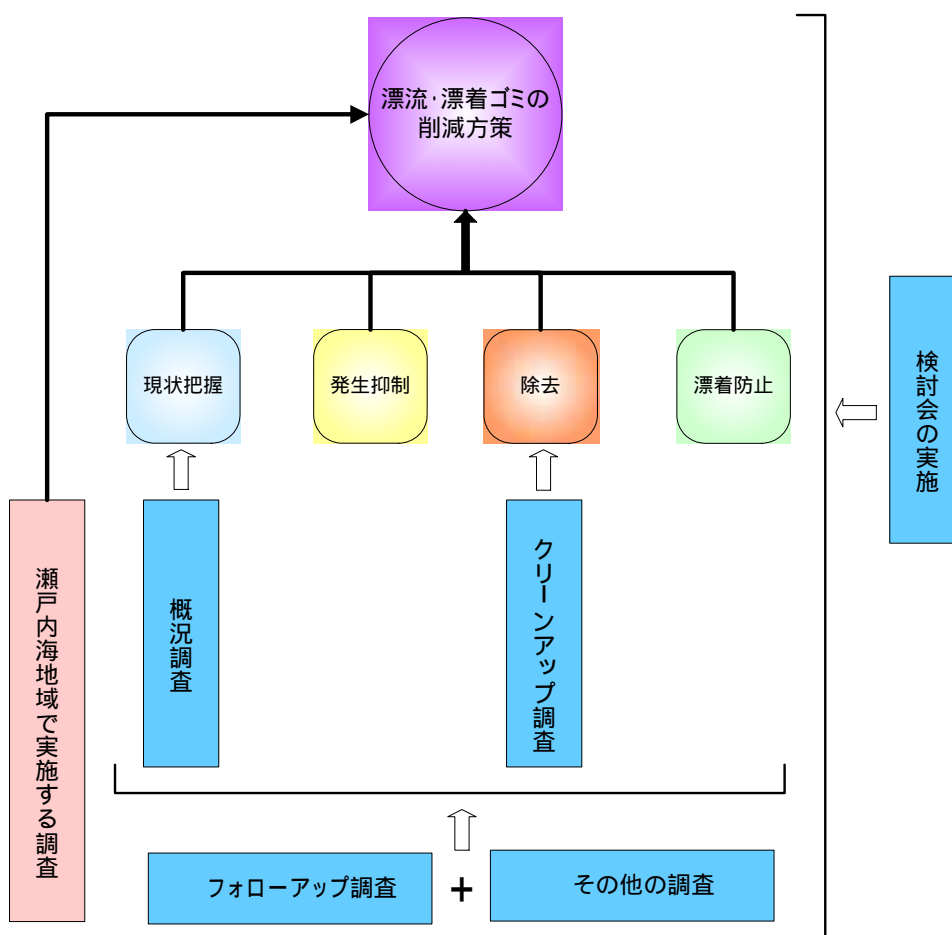 漂流・漂着ゴミの
削減方策
現状把握
発生抑制
除去
漂着防止
検討会の実施
瀬戸内海地域で実施する調査
概況調査
クリーンアップ調査
フォローアップ調査
+
その他の調査